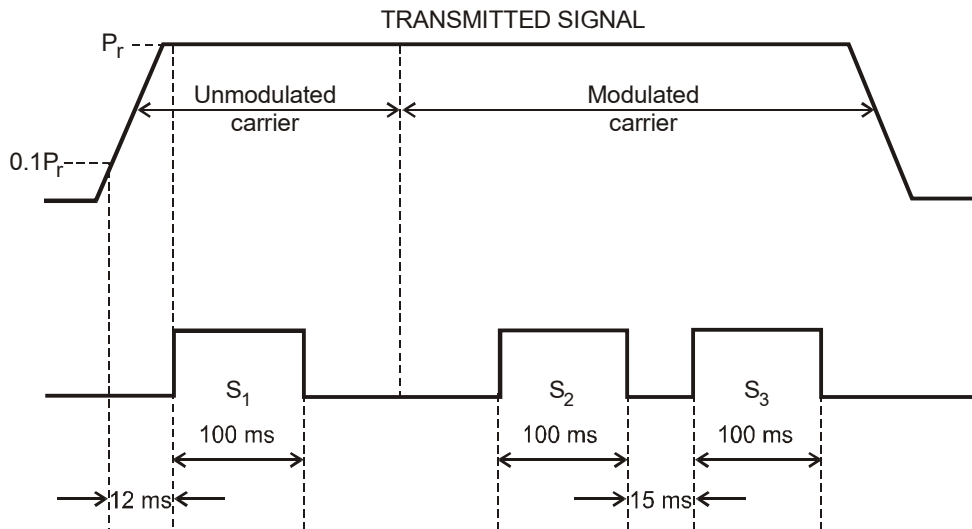 TRANSMITTED SIGNAL
Pr
Unmodulated
carrier
Modulated
carrier
0.1Pr
S1
S2
S3
100 ms
100 ms
100 ms
12 ms
15 ms